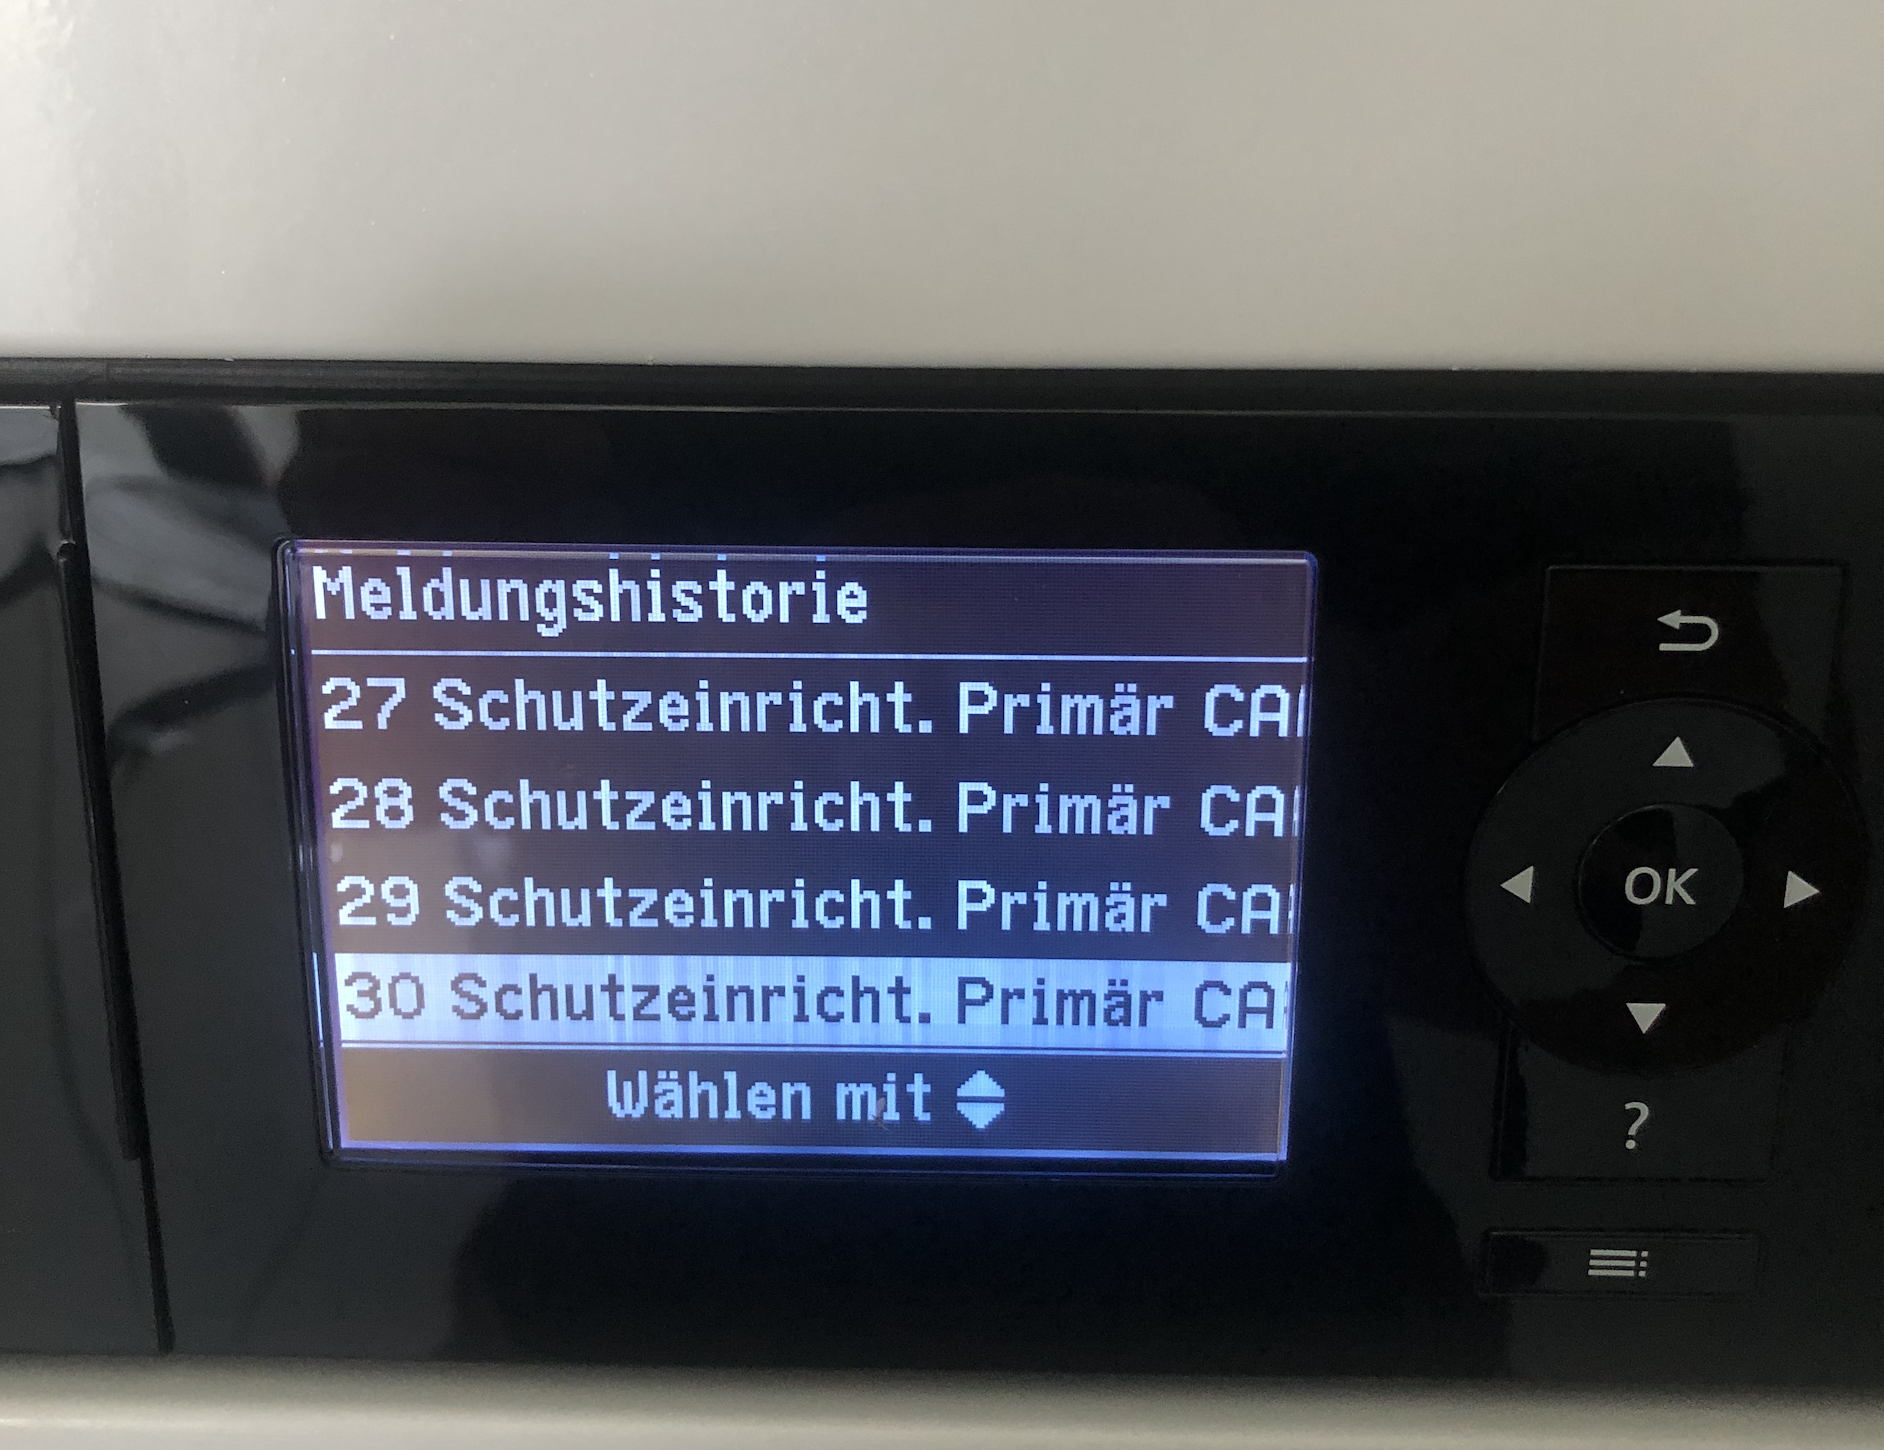 Meldungshistorie
27 Schutzeinricht. Primär CA
28 Schutzeinricht. Primär CA
29 Schutzeinricht. Primär CA
30 Schutzeinricht. Primär CA
Wählen mit
OK
?